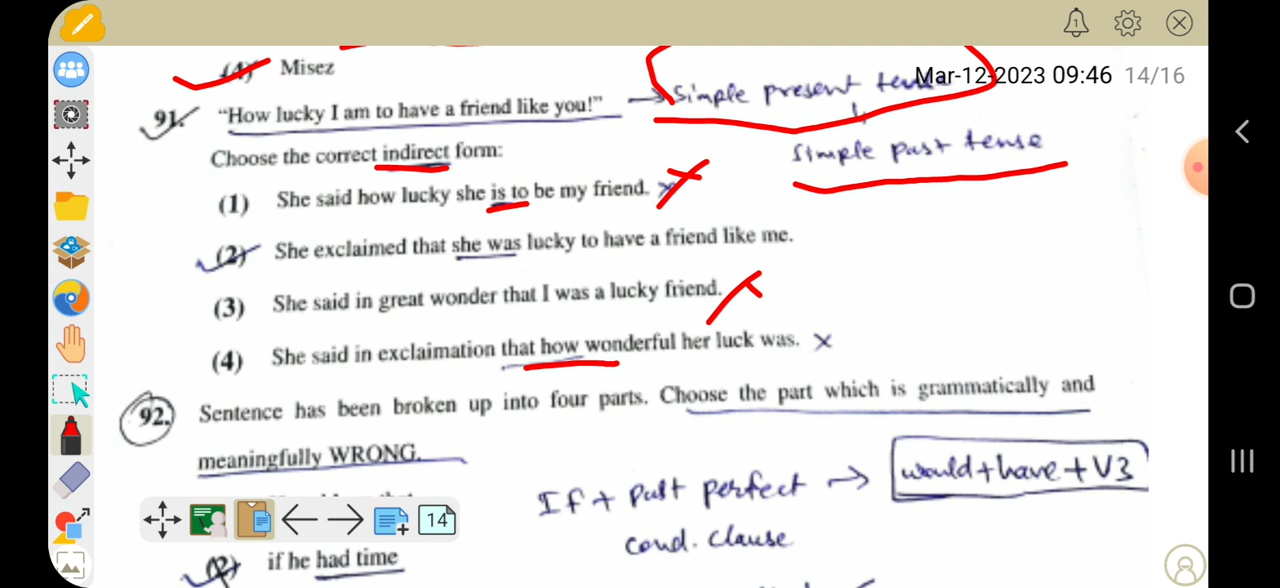 1
Mar-12-2023 09:46 14/16
(4) Misez
91. “How lucky I am to have a friend like you!” → Simple present tense
Simple past tense
Choose the correct indirect form:
(1) She said how lucky she is to be my friend.
(2) She exclaimed that she was lucky to have a friend like me.
(3) She said in great wonder that I was a lucky friend.
(4) She said in exclaimation that how wonderful her luck was.
92. Sentence has been broken up into four parts. Choose the part which is grammatically and
meaningfully WRONG.
If + past perfect → would+have+V3
cond. clause
14
(2) if he had time